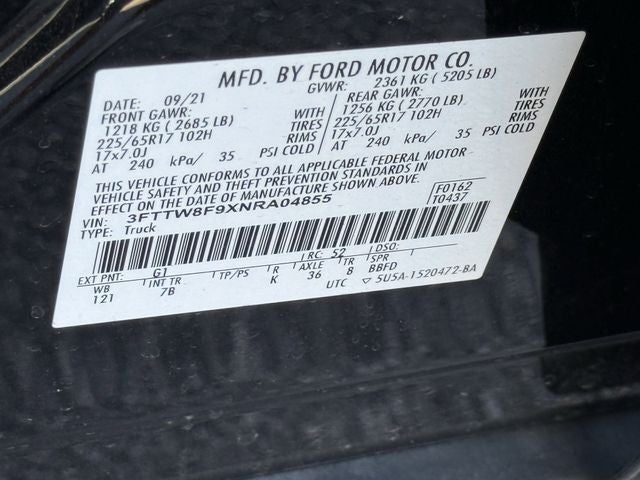 MFD. BY FORD MOTOR CO.
DATE: 09/21 GVWR: 2361 KG ( 5205 LB)
FRONT GAWR: REAR GAWR:
1218 KG ( 2685 LB) WITH 1256 KG ( 2770 LB) WITH
225/65R17 102H TIRES 225/65R17 102H TIRES
17x7.0J RIMS 17x7.0J RIMS
AT 240 kPa/ 35 PSI COLD AT 240 kPa/ 35 PSI COLD
THIS VEHICLE CONFORMS TO ALL APPLICABLE FEDERAL MOTOR
VEHICLE SAFETY AND THEFT PREVENTION STANDARDS IN
EFFECT ON THE DATE OF MANUFACTURE SHOWN ABOVE.
VIN: 3FTTW8F9XNRA04855 F0162
TYPE: Truck T0437
EXT PNT: G1 RC: 52 DSO:
WB INT TR TP/PS R AXLE TR SPR
121 7B K 36 8 BBFD
UTC ▽ 5U5A-1520472-BA